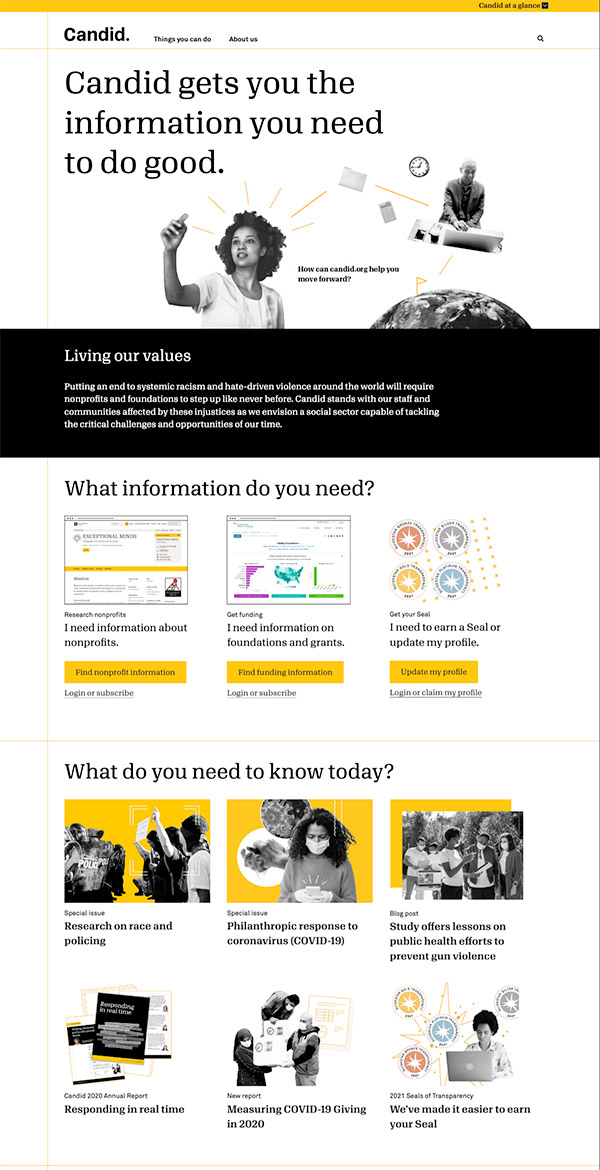 Candid at a glance
Candid.
Things you can do
About us
Candid gets you the
information you need
to do good.
How can candid.org help you
move forward?
Living our values
Putting an end to systemic racism and hate-driven violence around the world will require
nonprofits and foundations to step up like never before. Candid stands with our staff and
communities affected by these injustices as we envision a social sector capable of tackling
the critical challenges and opportunities of our time.
What information do you need?
EXCEPTIONAL MINDS
Mission
Research nonprofits
I need information about
nonprofits.
Find nonprofit information
Login or subscribe
Get funding
I need information on
foundations and grants.
Find funding information
Login or subscribe
2021
2021
2021
2021
Get your Seal
I need to earn a Seal or
update my profile.
Update my profile
Login or claim my profile
What do you need to know today?
POLICE
Special issue
Research on race and
policing
Special issue
Philanthropic response to
coronavirus (COVID-19)
Blog post
Study offers lessons on
public health efforts to
prevent gun violence
Responding
in real time
Candid 2020 Annual Report
Responding in real time
New report
Measuring COVID-19 Giving
in 2020
2021
2021
2021
2021
2021 Seals of Transparency
We've made it easier to earn
your Seal